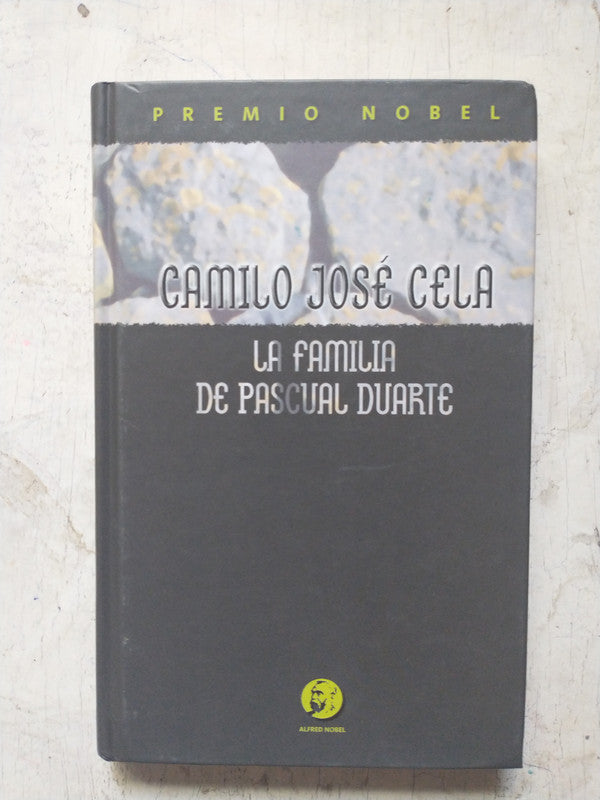 PREMIO NOBEL
CAMILO JOSÉ CELA
LA FAMILIA
DE PASCUAL DUARTE
ALFRED NOBEL